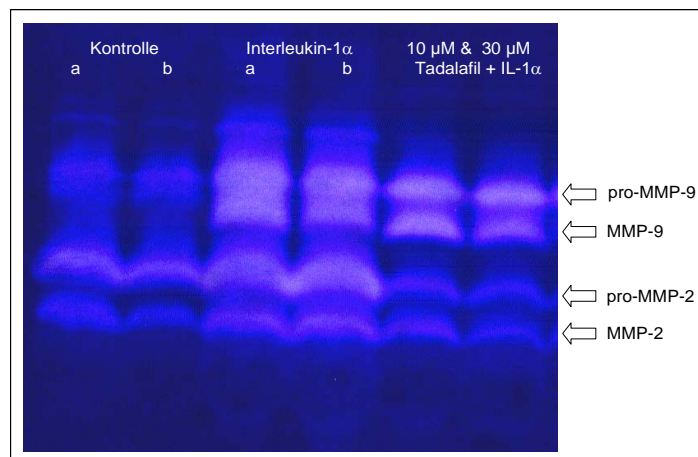 Kontrolle
a b
Interleukin-1α
a b
10 µM & 30 µM
Tadalafil + IL-1α
pro-MMP-9
MMP-9
pro-MMP-2
MMP-2